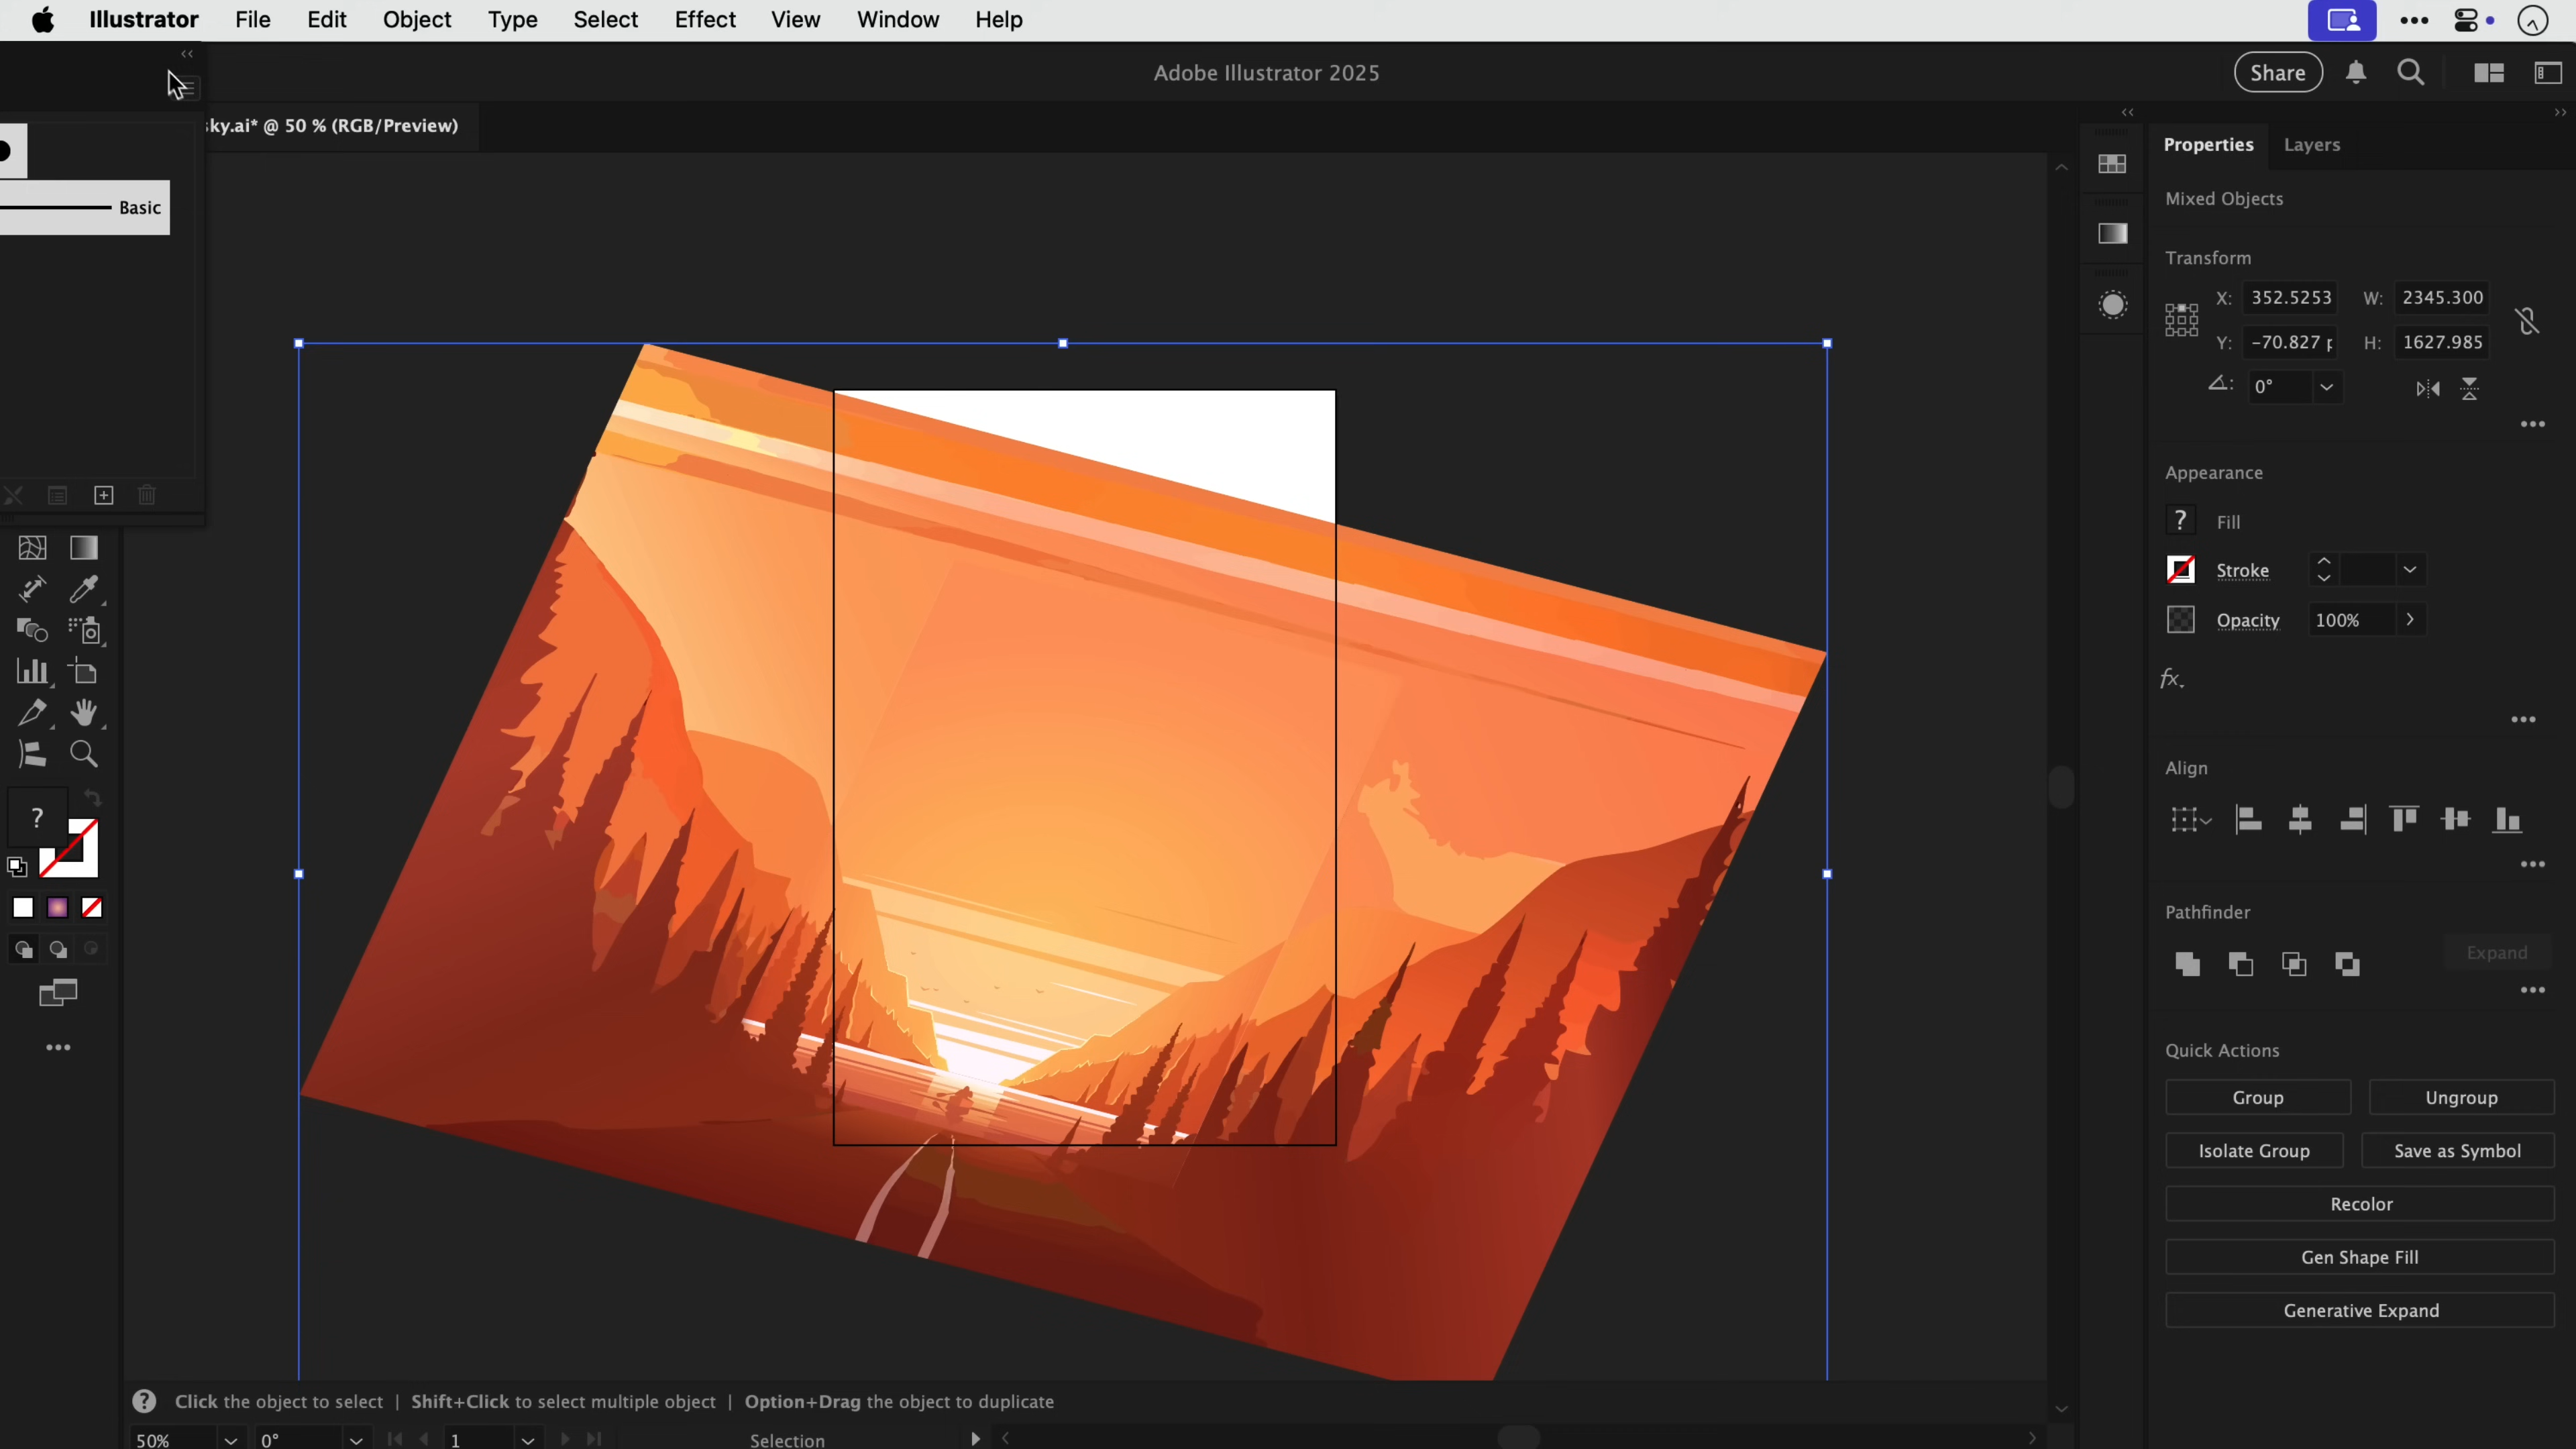 Illustrator File Edit Object Type Select Effect View Window Help
Adobe Illustrator 2025
Share
sky.ai* @ 50 % (RGB/Preview)
Basic
Properties Layers
Mixed Objects
Transform
X: 352.5253 W: 2345.300
Y: -70.827 p H: 1627.985
0°
Appearance
? Fill
Stroke
Opacity 100%
fx
Align
?
Pathfinder
Expand
Quick Actions
Group Ungroup
Isolate Group Save as Symbol
Recolor
Gen Shape Fill
Generative Expand
? Click the object to select | Shift+Click to select multiple object | Option+Drag the object to duplicate
50% 0° 1 Selection